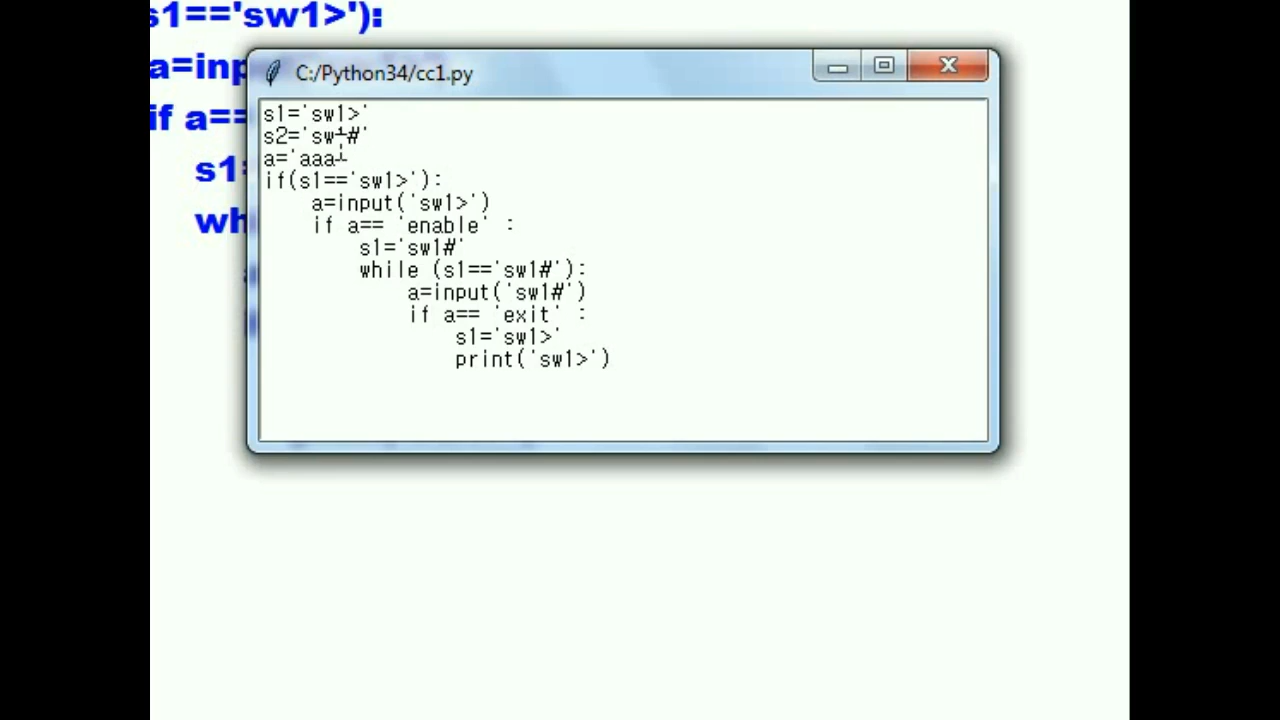 s1=='sw1>'):
a=inp
if a==
s1=
wh
C:/Python34/cc1.py
s1='sw1>'
s2='sw1#'
a='aaa'
if(s1=='sw1>'):
    a=input('sw1>')
    if a== 'enable' :
        s1='sw1#'
        while (s1=='sw1#'):
            a=input('sw1#')
            if a== 'exit' :
                s1='sw1>'
                print('sw1>')